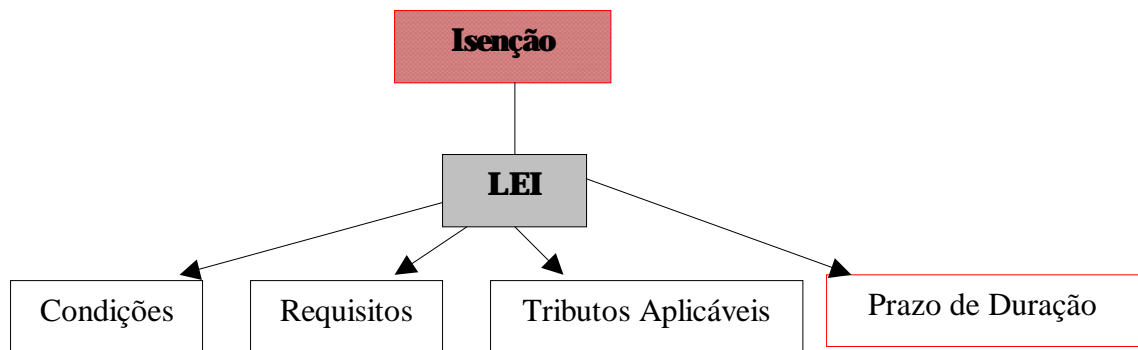 Isenção
LEI
Condições
Requisitos
Tributos Aplicáveis
Prazo de Duração